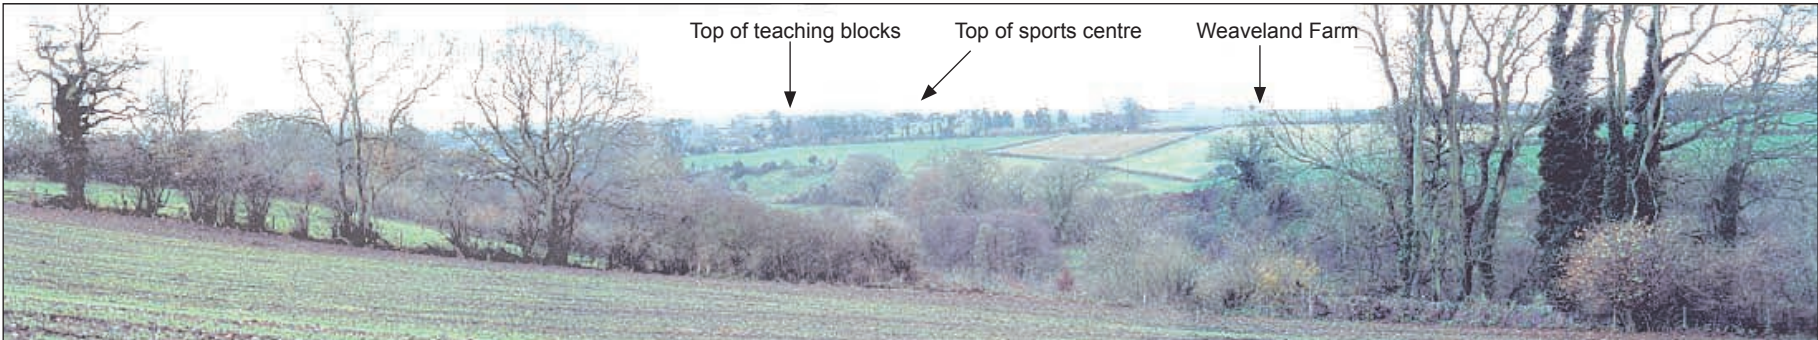 Top of teaching blocks
Top of sports centre
Weaveland Farm